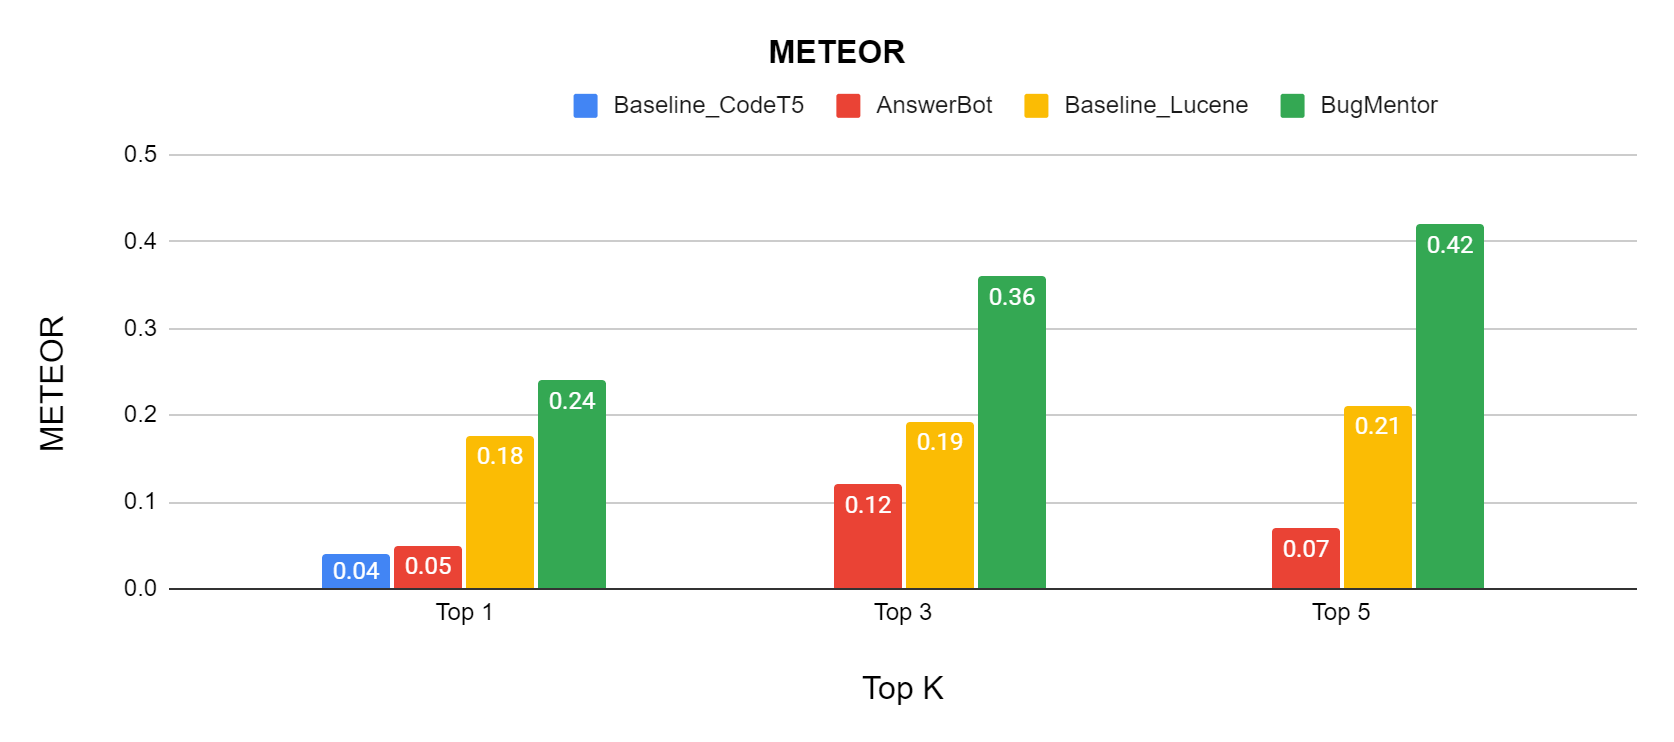 METEOR
Baseline_CodeT5 AnswerBot Baseline_Lucene BugMentor
METEOR
0.5
0.4
0.3
0.2
0.1
0.0
0.04 0.05 0.18 0.24
0.12 0.19 0.36
0.07 0.21 0.42
Top 1 Top 3 Top 5
Top K